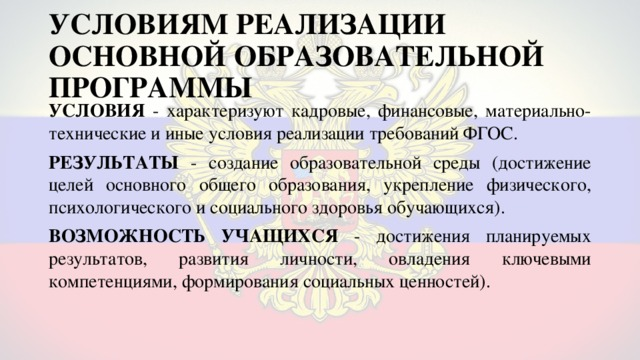 УСЛОВИЯМ РЕАЛИЗАЦИИ
ОСНОВНОЙ ОБРАЗОВАТЕЛЬНОЙ
ПРОГРАММЫ
УСЛОВИЯ - характеризуют кадровые, финансовые, материально-
технические и иные условия реализации требований ФГОС.
РЕЗУЛЬТАТЫ - создание образовательной среды (достижение
целей основного общего образования, укрепление физического,
психологического и социального здоровья обучающихся).
ВОЗМОЖНОСТЬ УЧАЩИХСЯ - достижения планируемых
результатов, развития личности, овладения ключевыми
компетенциями, формирования социальных ценностей).